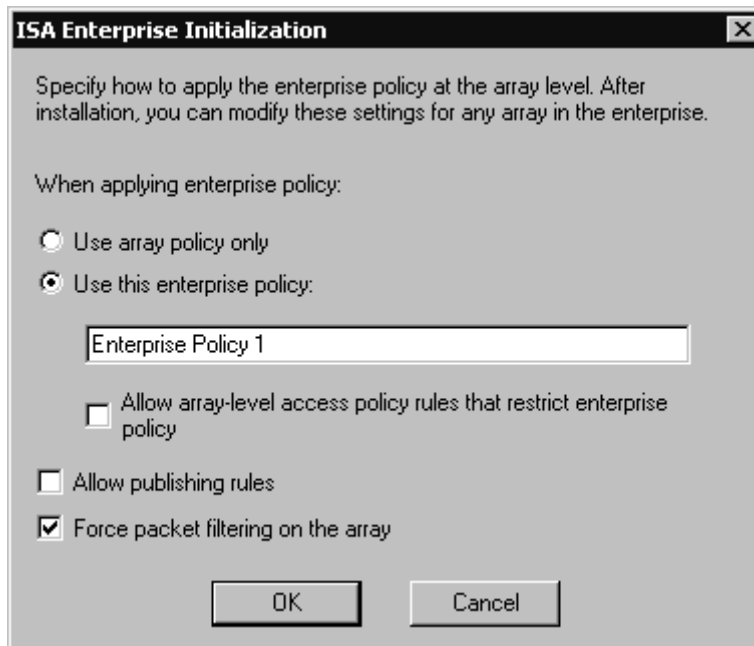 ISA Enterprise Initialization
Specify how to apply the enterprise policy at the array level. After
installation, you can modify these settings for any array in the enterprise.
When applying enterprise policy:
Use array policy only
Use this enterprise policy:
Enterprise Policy 1
Allow array-level access policy rules that restrict enterprise
policy
Allow publishing rules
Force packet filtering on the array
OK Cancel